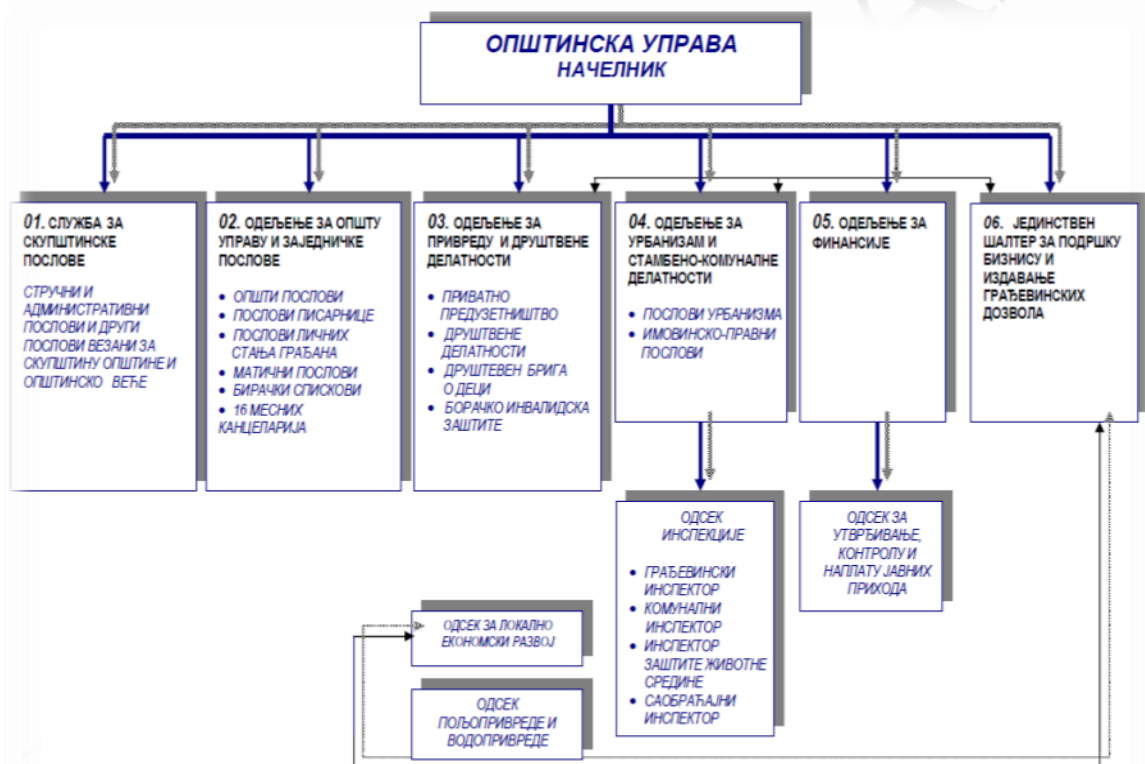 ОПШТИНСКА УПРАВА
НАЧЕЛНИК
01. СЛУЖБА ЗА
СКУПШТИНСКЕ
ПОСЛОВЕ
СТРУЧНИ И
АДМИНИСТРАТИВНИ
ПОСЛОВИ И ДРУГИ
ПОСЛОВИ ВЕЗАНИ ЗА
СКУПШТИНУ ОПШТИНЕ И
ОПШТИНСКО ВЕЋЕ
02. ОДЕЉЕЊЕ ЗА ОПШТУ
УПРАВУ И ЗАЈЕДНИЧКЕ
ПОСЛОВЕ
• ОПШТИ ПОСЛОВИ
• ПОСЛОВИ ПИСАРНИЦЕ
• ПОСЛОВИ ЛИЧНИХ
СТАЊА ГРАЂАНА
• МАТИЧНИ ПОСЛОВИ
• БИРАЧКИ СПИСКОВИ
• 16 МЕСНИХ
КАНЦЕЛАРИЈА
03. ОДЕЉЕЊЕ ЗА
ПРИВРЕДУ И ДРУШТВЕНЕ
ДЕЛАТНОСТИ
• ПРИВАТНО
ПРЕДУЗЕТНИШТВО
• ДРУШТВЕНЕ
ДЕЛАТНОСТИ
• ДРУШТЕВЕН БРИГА
О ДЕЦИ
• БОРАЧКО ИНВАЛИДСКА
ЗАШТИТЕ
04. ОДЕЉЕЊЕ ЗА
УРБАНИЗАМ И
СТАМБЕНО-КОМУНАЛНЕ
ДЕЛАТНОСТИ
• ПОСЛОВИ УРБАНИЗМА
• ИМОВИНСКО-ПРАВНИ
ПОСЛОВИ
05. ОДЕЉЕЊЕ ЗА
ФИНАНСИЈЕ
06. ЈЕДИНСТВЕН
ШАЛТЕР ЗА ПОДРШКУ
БИЗНИСУ И
ИЗДАВАЊЕ
ГРАЂЕВИНСКИХ
ДОЗВОЛА
ОДСЕК
ИНСПЕКЦИЈЕ
• ГРАЂЕВИНСКИ
ИНСПЕКТОР
• КОМУНАЛНИ
ИНСПЕКТОР
• ИНСПЕКТОР
ЗАШТИТЕ ЖИВОТНЕ
СРЕДИНЕ
• САОБРАЋАЈНИ
ИНСПЕКТОР
ОДСЕК ЗА
УТВРЂИВАЊЕ,
КОНТРОЛУ И
НАПЛАТУ ЈАВНИХ
ПРИХОДА
ОДСЕК ЗА ЛОКАЛНО
ЕКОНОМСКИ РАЗВОЈ
ОДСЕК
ПОЉОПРИВРЕДЕ И
ВОДОПРИВРЕДЕ